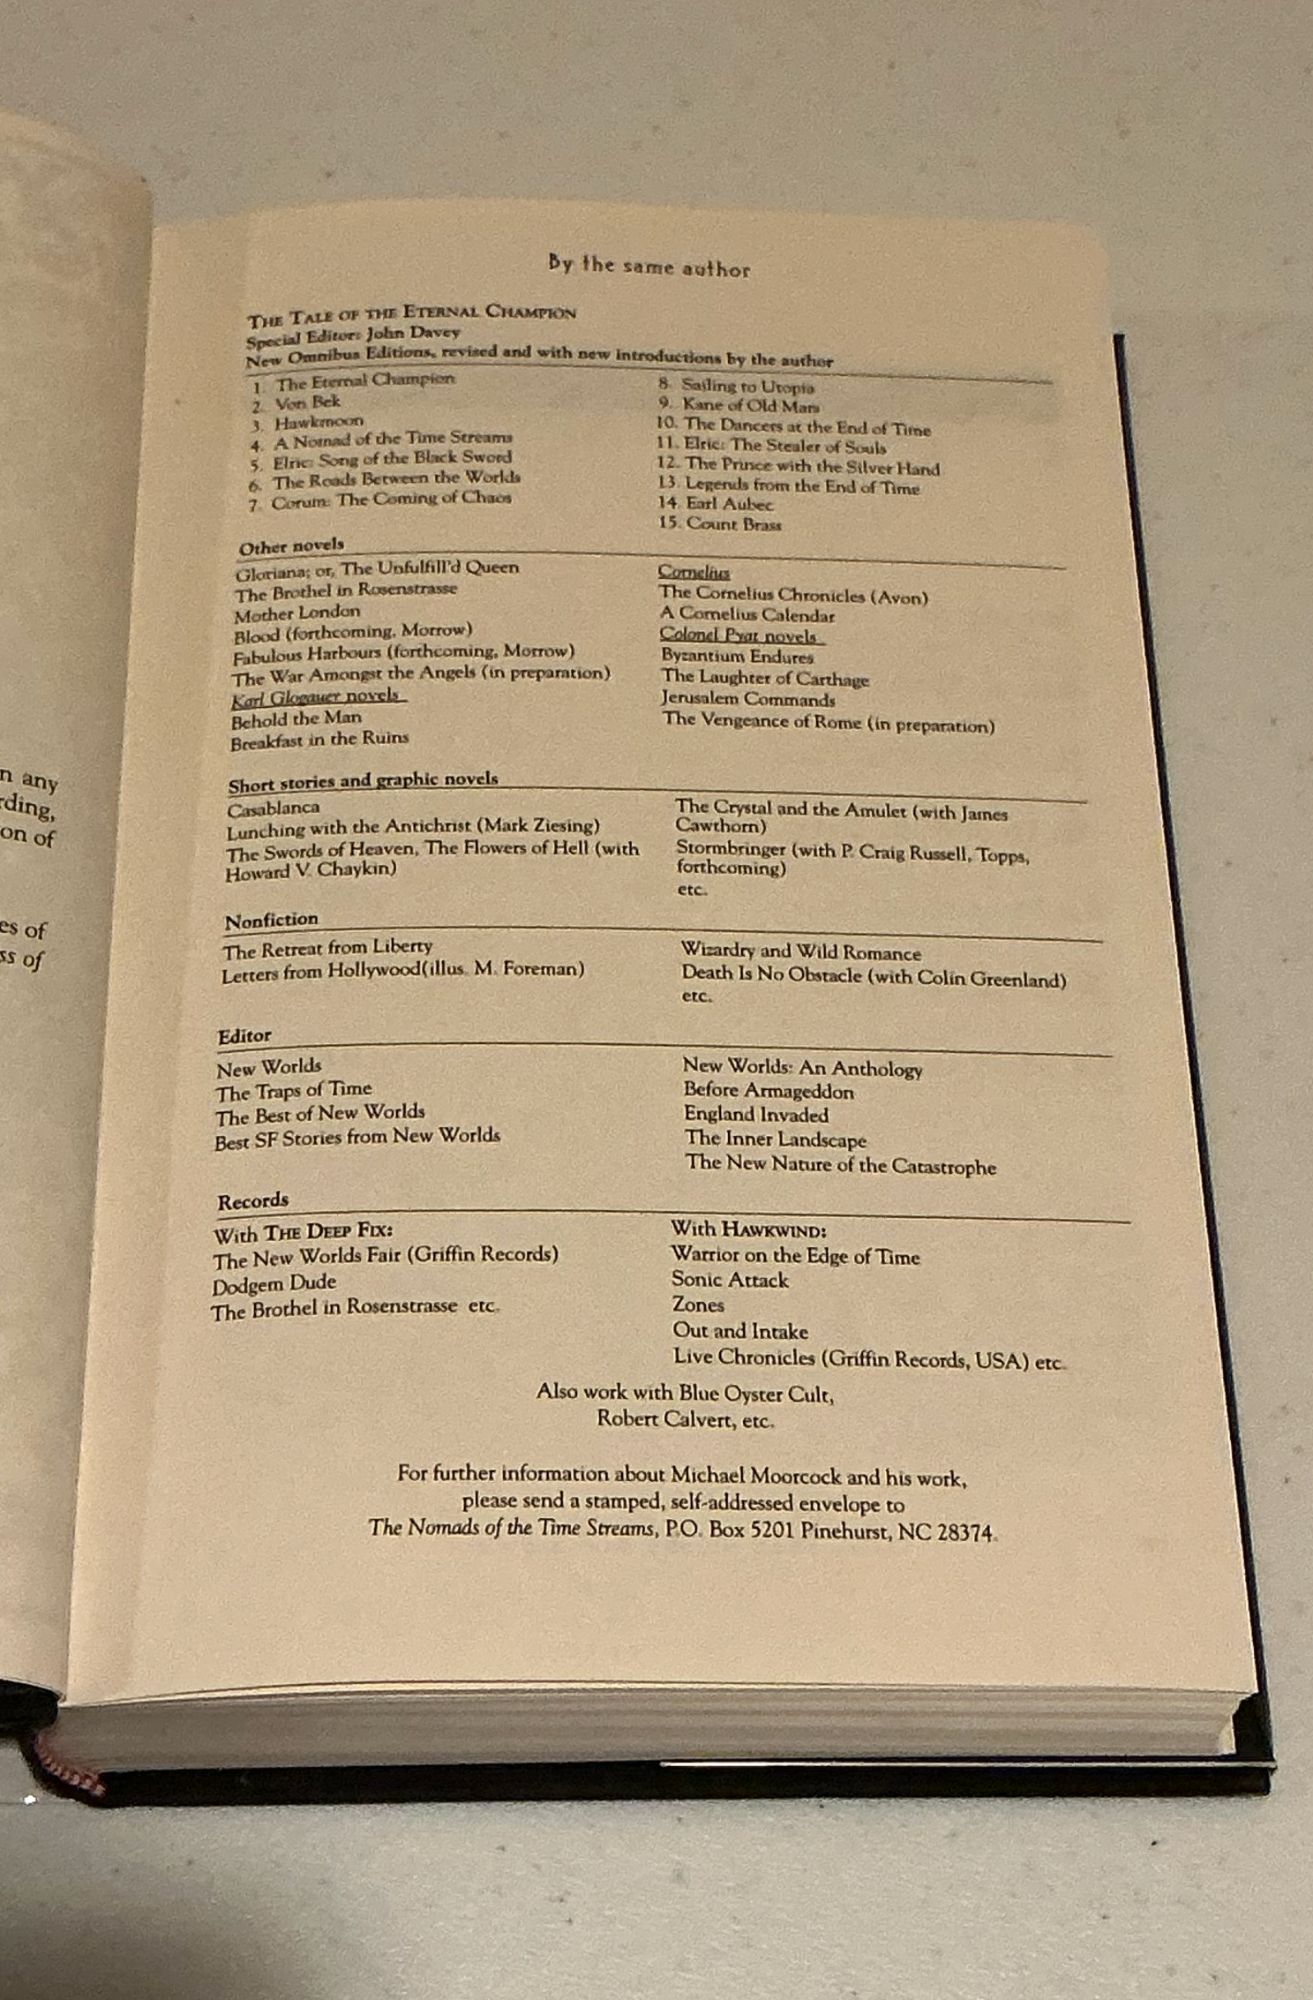 n any
rding,
on of
es of
ss of
By the same author
THE TALE OF THE ETERNAL CHAMPION
Special Editor: John Davey
New Omnibus Editions, revised and with new introductions by the author
1. The Eternal Champion
2. Von Bek
3. Hawkmoon
4. A Nomad of the Time Streams
5. Elric: Song of the Black Sword
6. The Roads Between the Worlds
7. Corum: The Coming of Chaos
8. Sailing to Utopia
9. Kane of Old Mars
10. The Dancers at the End of Time
11. Elric: The Stealer of Souls
12. The Prince with the Silver Hand
13. Legends from the End of Time
14. Earl Aubec
15. Count Brass
Other novels
Gloriana; or, The Unfulfill'd Queen
The Brothel in Rosenstrasse
Mother London
Blood (forthcoming, Morrow)
Fabulous Harbours (forthcoming, Morrow)
The War Amongst the Angels (in preparation)
Karl Glogauer novels
Behold the Man
Breakfast in the Ruins
Cornelius
The Cornelius Chronicles (Avon)
A Cornelius Calendar
Colonel Pyat novels
Byzantium Endures
The Laughter of Carthage
Jerusalem Commands
The Vengeance of Rome (in preparation)
Short stories and graphic novels
Casablanca
Lunching with the Antichrist (Mark Ziesing)
The Swords of Heaven, The Flowers of Hell (with
Howard V. Chaykin)
The Crystal and the Amulet (with James
Cawthorn)
Stormbringer (with P. Craig Russell, Topps,
forthcoming)
etc.
Nonfiction
The Retreat from Liberty
Letters from Hollywood(illus. M. Foreman)
Wizardry and Wild Romance
Death Is No Obstacle (with Colin Greenland)
etc.
Editor
New Worlds
The Traps of Time
The Best of New Worlds
Best SF Stories from New Worlds
New Worlds: An Anthology
Before Armageddon
England Invaded
The Inner Landscape
The New Nature of the Catastrophe
Records
With THE DEEP FIX:
The New Worlds Fair (Griffin Records)
Dodgem Dude
The Brothel in Rosenstrasse etc.
With HAWKWIND:
Warrior on the Edge of Time
Sonic Attack
Zones
Out and Intake
Live Chronicles (Griffin Records, USA) etc.
Also work with Blue Oyster Cult,
Robert Calvert, etc.
For further information about Michael Moorcock and his work,
please send a stamped, self-addressed envelope to
The Nomads of the Time Streams, P.O. Box 5201 Pinehurst, NC 28374.